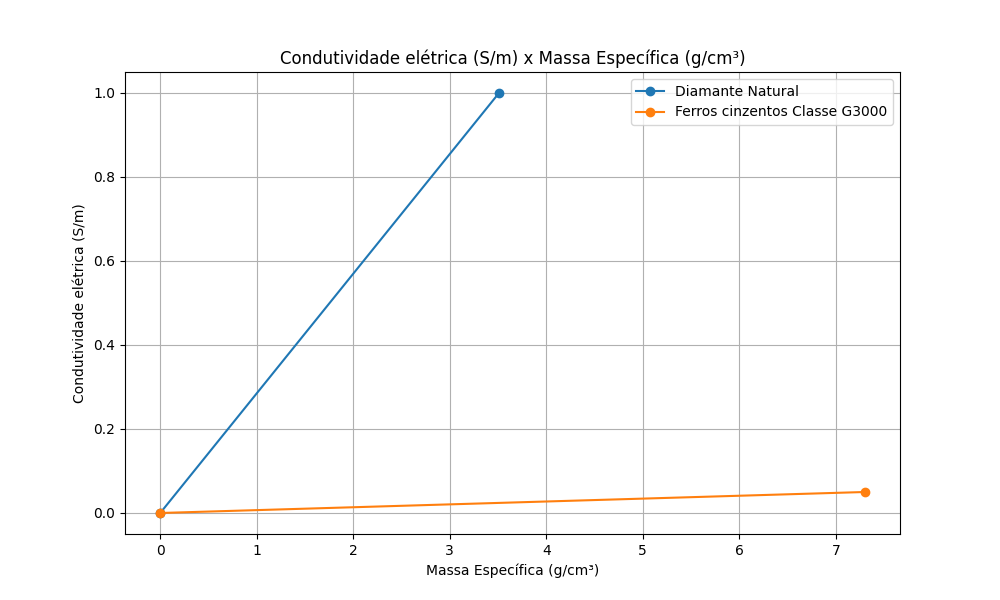 Condutividade elétrica (S/m) x Massa Específica (g/cm³)
Diamante Natural
Ferros cinzentos Classe G3000
Condutividade elétrica (S/m)
1.0
0.8
0.6
0.4
0.2
0.0
0 1 2 3 4 5 6 7
Massa Específica (g/cm³)